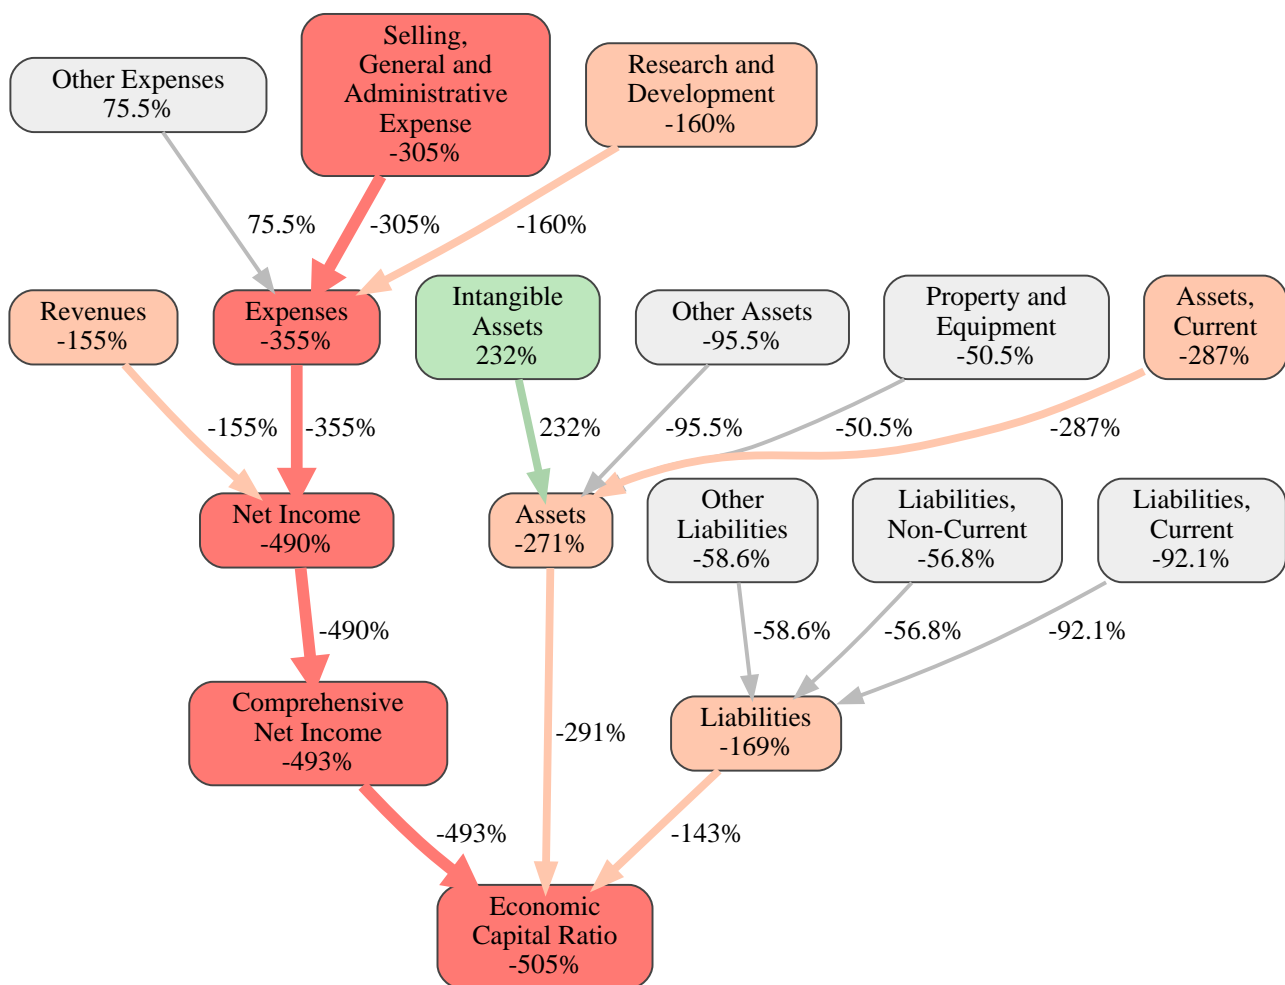 Selling,
General and
Administrative
Expense
-305%
Other Expenses
75.5%
Research and
Development
-160%
75.5%
-305%
-160%
Revenues
-155%
Expenses
-355%
Intangible
Assets
232%
Other Assets
-95.5%
Property and
Equipment
-50.5%
Assets,
Current
-287%
-155%
-355%
232%
-95.5%
-50.5%
-287%
Net Income
-490%
Assets
-271%
Other
Liabilities
-58.6%
Liabilities,
Non-Current
-56.8%
Liabilities,
Current
-92.1%
-490%
-58.6%
-56.8%
-92.1%
Comprehensive
Net Income
-493%
-291%
Liabilities
-169%
-493%
-143%
Economic
Capital Ratio
-505%